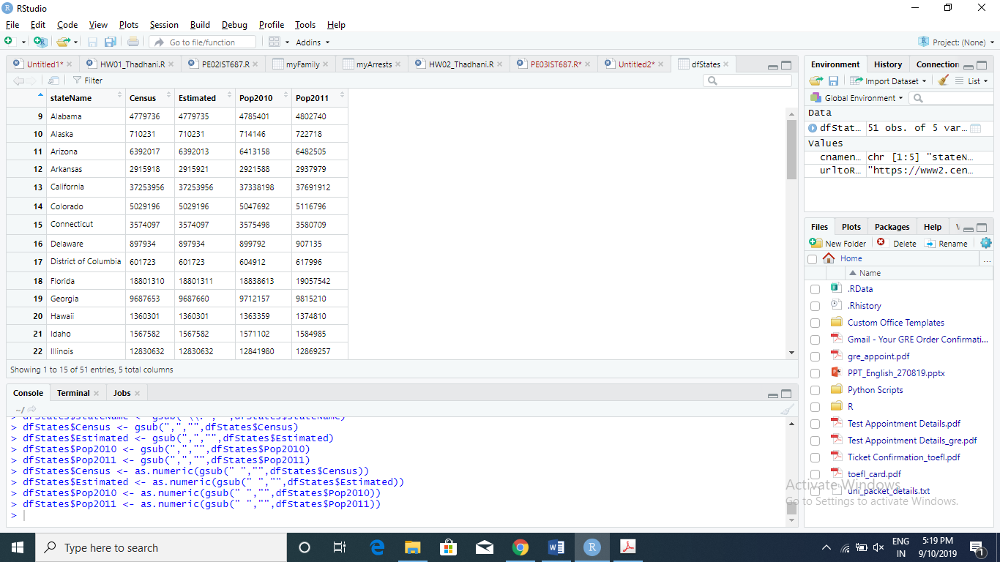 RStudio
File Edit Code View Plots Session Build Debug Profile Tools Help
Go to file/function Addins Project: (None)
Untitled1* HW01_Thadhani.R PE02IST687.R myFamily myArrests HW02_Thadhani.R PE03IST687.R* Untitled2* dfStates
Filter
stateName Census Estimated Pop2010 Pop2011
9 Alabama 4779736 4779735 4785401 4802740
10 Alaska 710231 710231 714146 722718
11 Arizona 6392017 6392013 6413158 6482505
12 Arkansas 2915918 2915921 2921588 2937979
13 California 37253956 37253956 37338198 37691912
14 Colorado 5029196 5029196 5047692 5116796
15 Connecticut 3574097 3574097 3575498 3580709
16 Delaware 897934 897934 899792 907135
17 District of Columbia 601723 601723 604912 617996
18 Florida 18801310 18801311 18838613 19057542
19 Georgia 9687653 9687660 9712157 9815210
20 Hawaii 1360301 1360301 1363359 1374810
21 Idaho 1567582 1567582 1571102 1584985
22 Illinois 12830632 12830632 12841980 12869257
Showing 1 to 15 of 51 entries, 5 total columns
Console Terminal Jobs
~/
> dfStates$Census <- gsub(",","",dfStates$Census)
> dfStates$Estimated <- gsub(",","",dfStates$Estimated)
> dfStates$Pop2010 <- gsub(",","",dfStates$Pop2010)
> dfStates$Pop2011 <- gsub(",","",dfStates$Pop2011)
> dfStates$Census <- as.numeric(gsub(" ","",dfStates$Census))
> dfStates$Estimated <- as.numeric(gsub(" ","",dfStates$Estimated))
> dfStates$Pop2010 <- as.numeric(gsub(" ","",dfStates$Pop2010))
> dfStates$Pop2011 <- as.numeric(gsub(" ","",dfStates$Pop2011))
>
Environment History Connection
Import Dataset List
Global Environment
Data
dfStat… 51 obs. of 5 var…
Values
cnamen… chr [1:5] "stateN…
urltoR… "https://www2.cen…
Files Plots Packages Help
New Folder Delete Rename
Home ...
Name
.RData
.Rhistory
Custom Office Templates
Gmail - Your GRE Order Confirmati...
gre_appoint.pdf
PPT_English_270819.pptx
Python Scripts
R
Test Appointment Details.pdf
Test Appointment Details_gre.pdf
Ticket Confirmation_toefl.pdf
toefl_card.pdf
uni_packet_details.txt
Activate Windows
Go to Settings to activate Windows.
Type here to search
ENG 5:19 PM
IN 9/10/2019 1